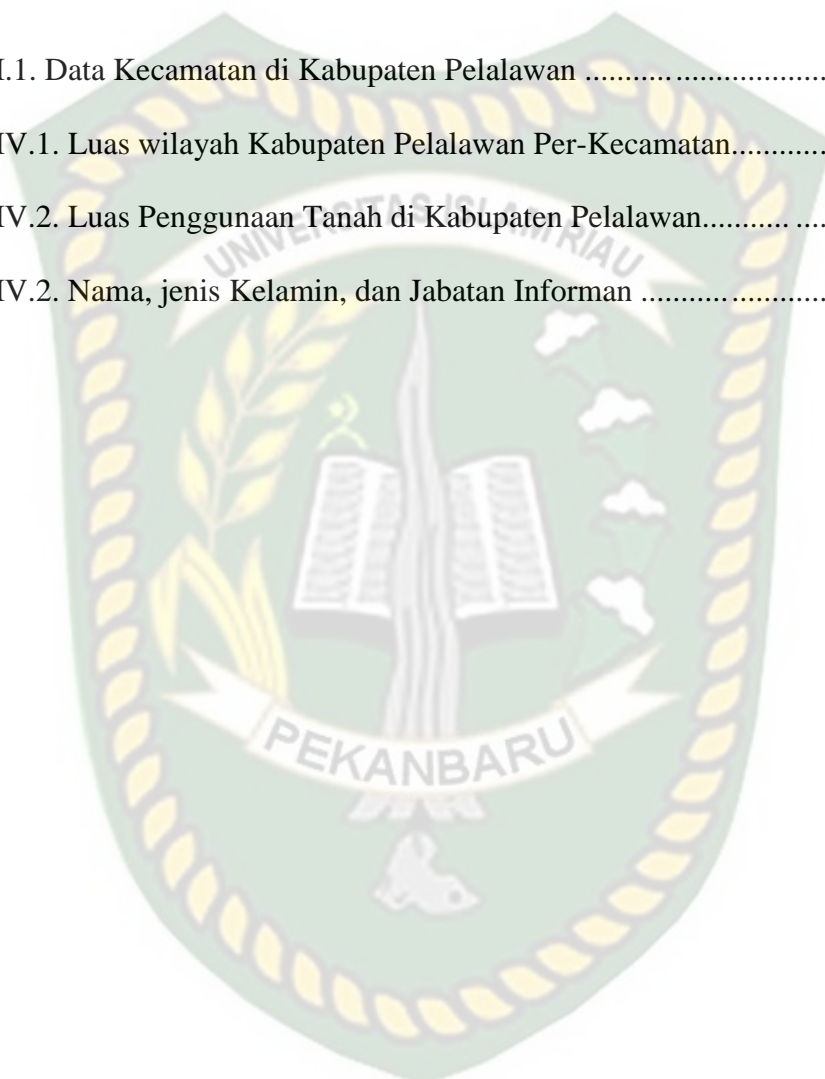 I.1. Data Kecamatan di Kabupaten Pelalawan ..............................
IV.1. Luas wilayah Kabupaten Pelalawan Per-Kecamatan............
IV.2. Luas Penggunaan Tanah di Kabupaten Pelalawan........... ....
IV.2. Nama, jenis Kelamin, dan Jabatan Informan ..........................
UNIVERSITAS ISLAM RIAU
PEKANBARU